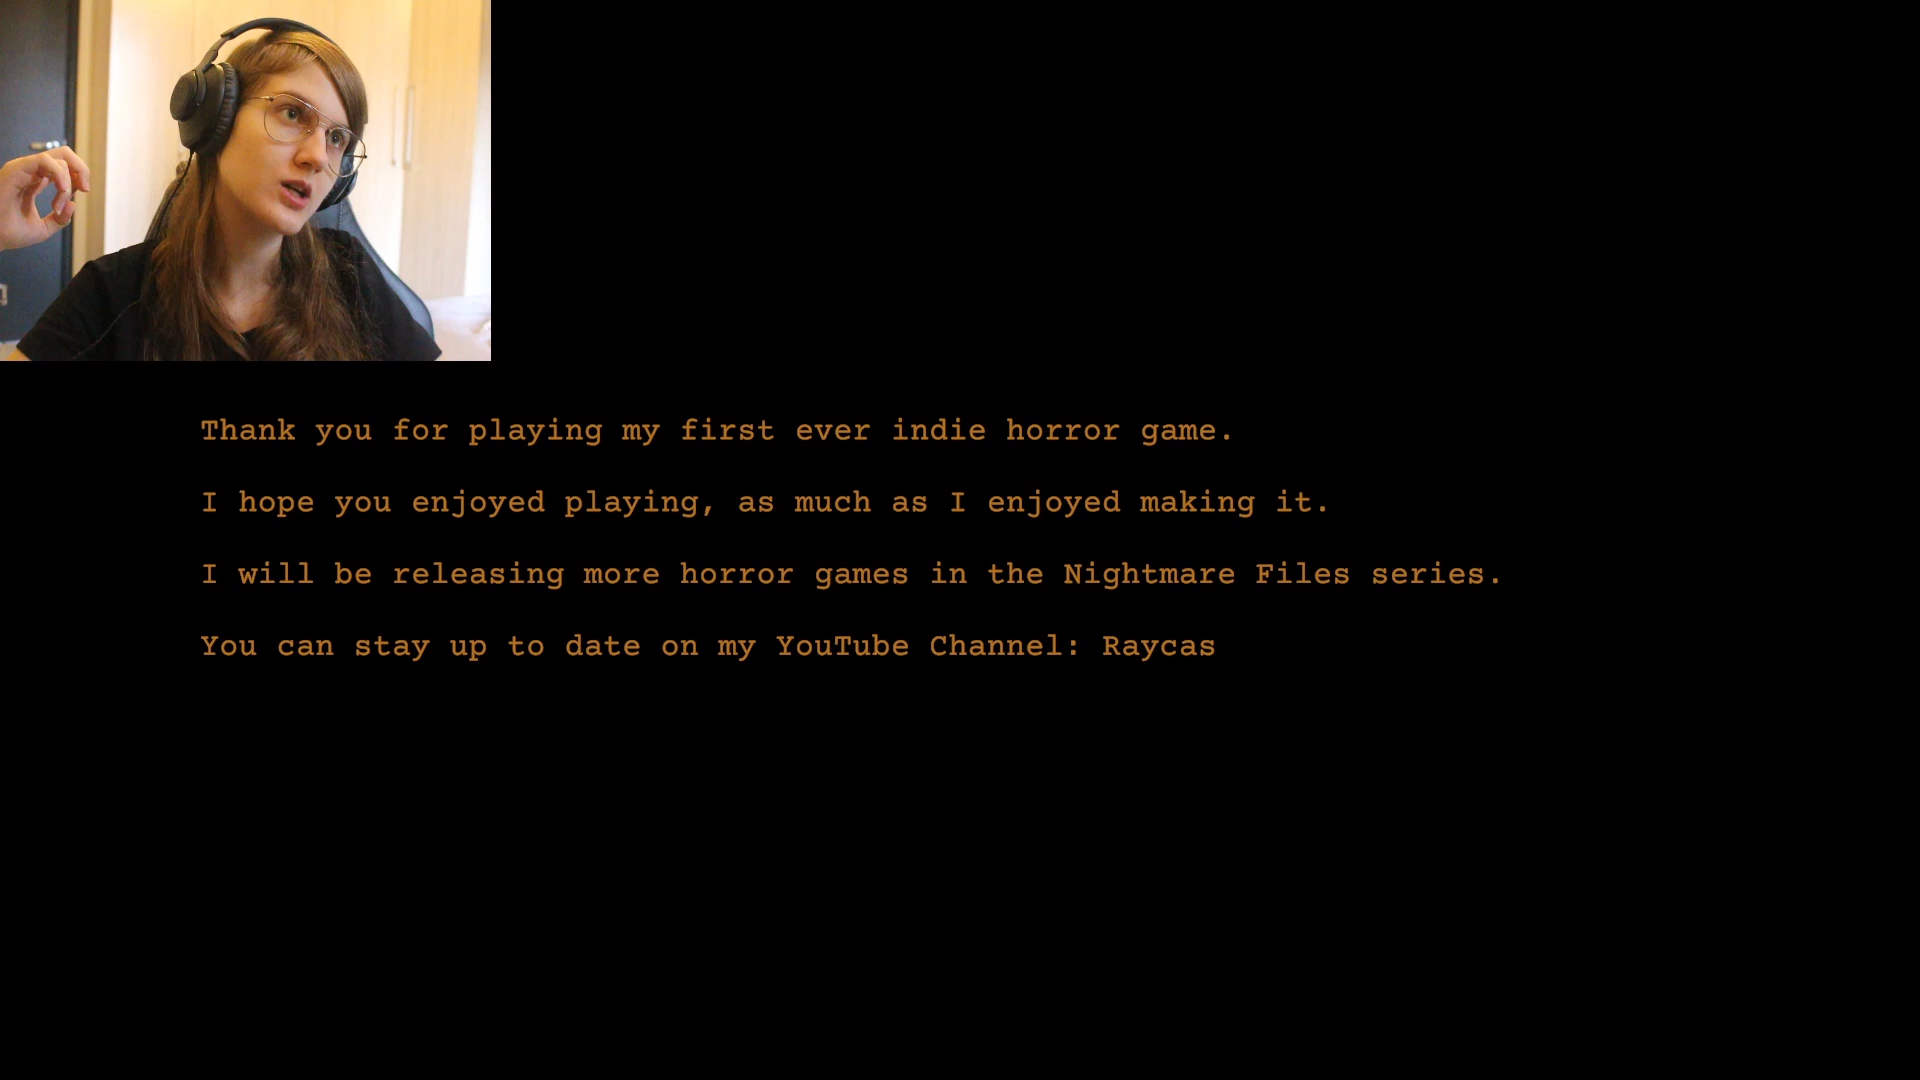 Thank you for playing my first ever indie horror game.
I hope you enjoyed playing, as much as I enjoyed making it.
I will be releasing more horror games in the Nightmare Files series.
You can stay up to date on my YouTube Channel: Raycas